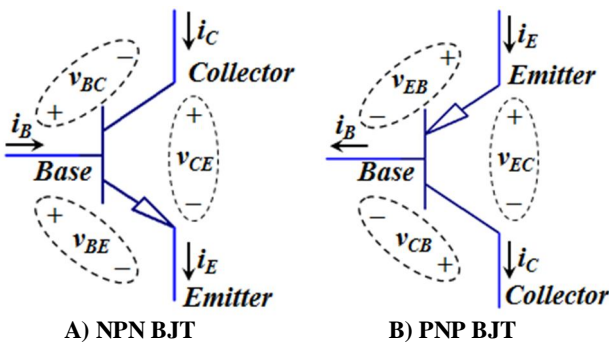 i_C
− Collector
v_BC
+
i_B
Base
+
v_CE
−
+
v_BE
−
i_E
Emitter
A) NPN BJT
i_E
+ Emitter
v_EB
−
i_B
Base
+
v_EC
−
−
v_CB
+
i_C
Collector
B) PNP BJT